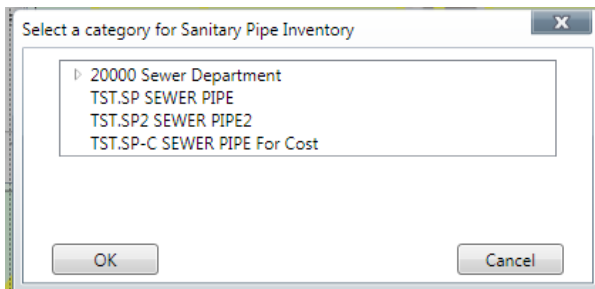 Select a category for Sanitary Pipe Inventory
20000 Sewer Department
TST.SP SEWER PIPE
TST.SP2 SEWER PIPE2
TST.SP-C SEWER PIPE For Cost
OK Cancel